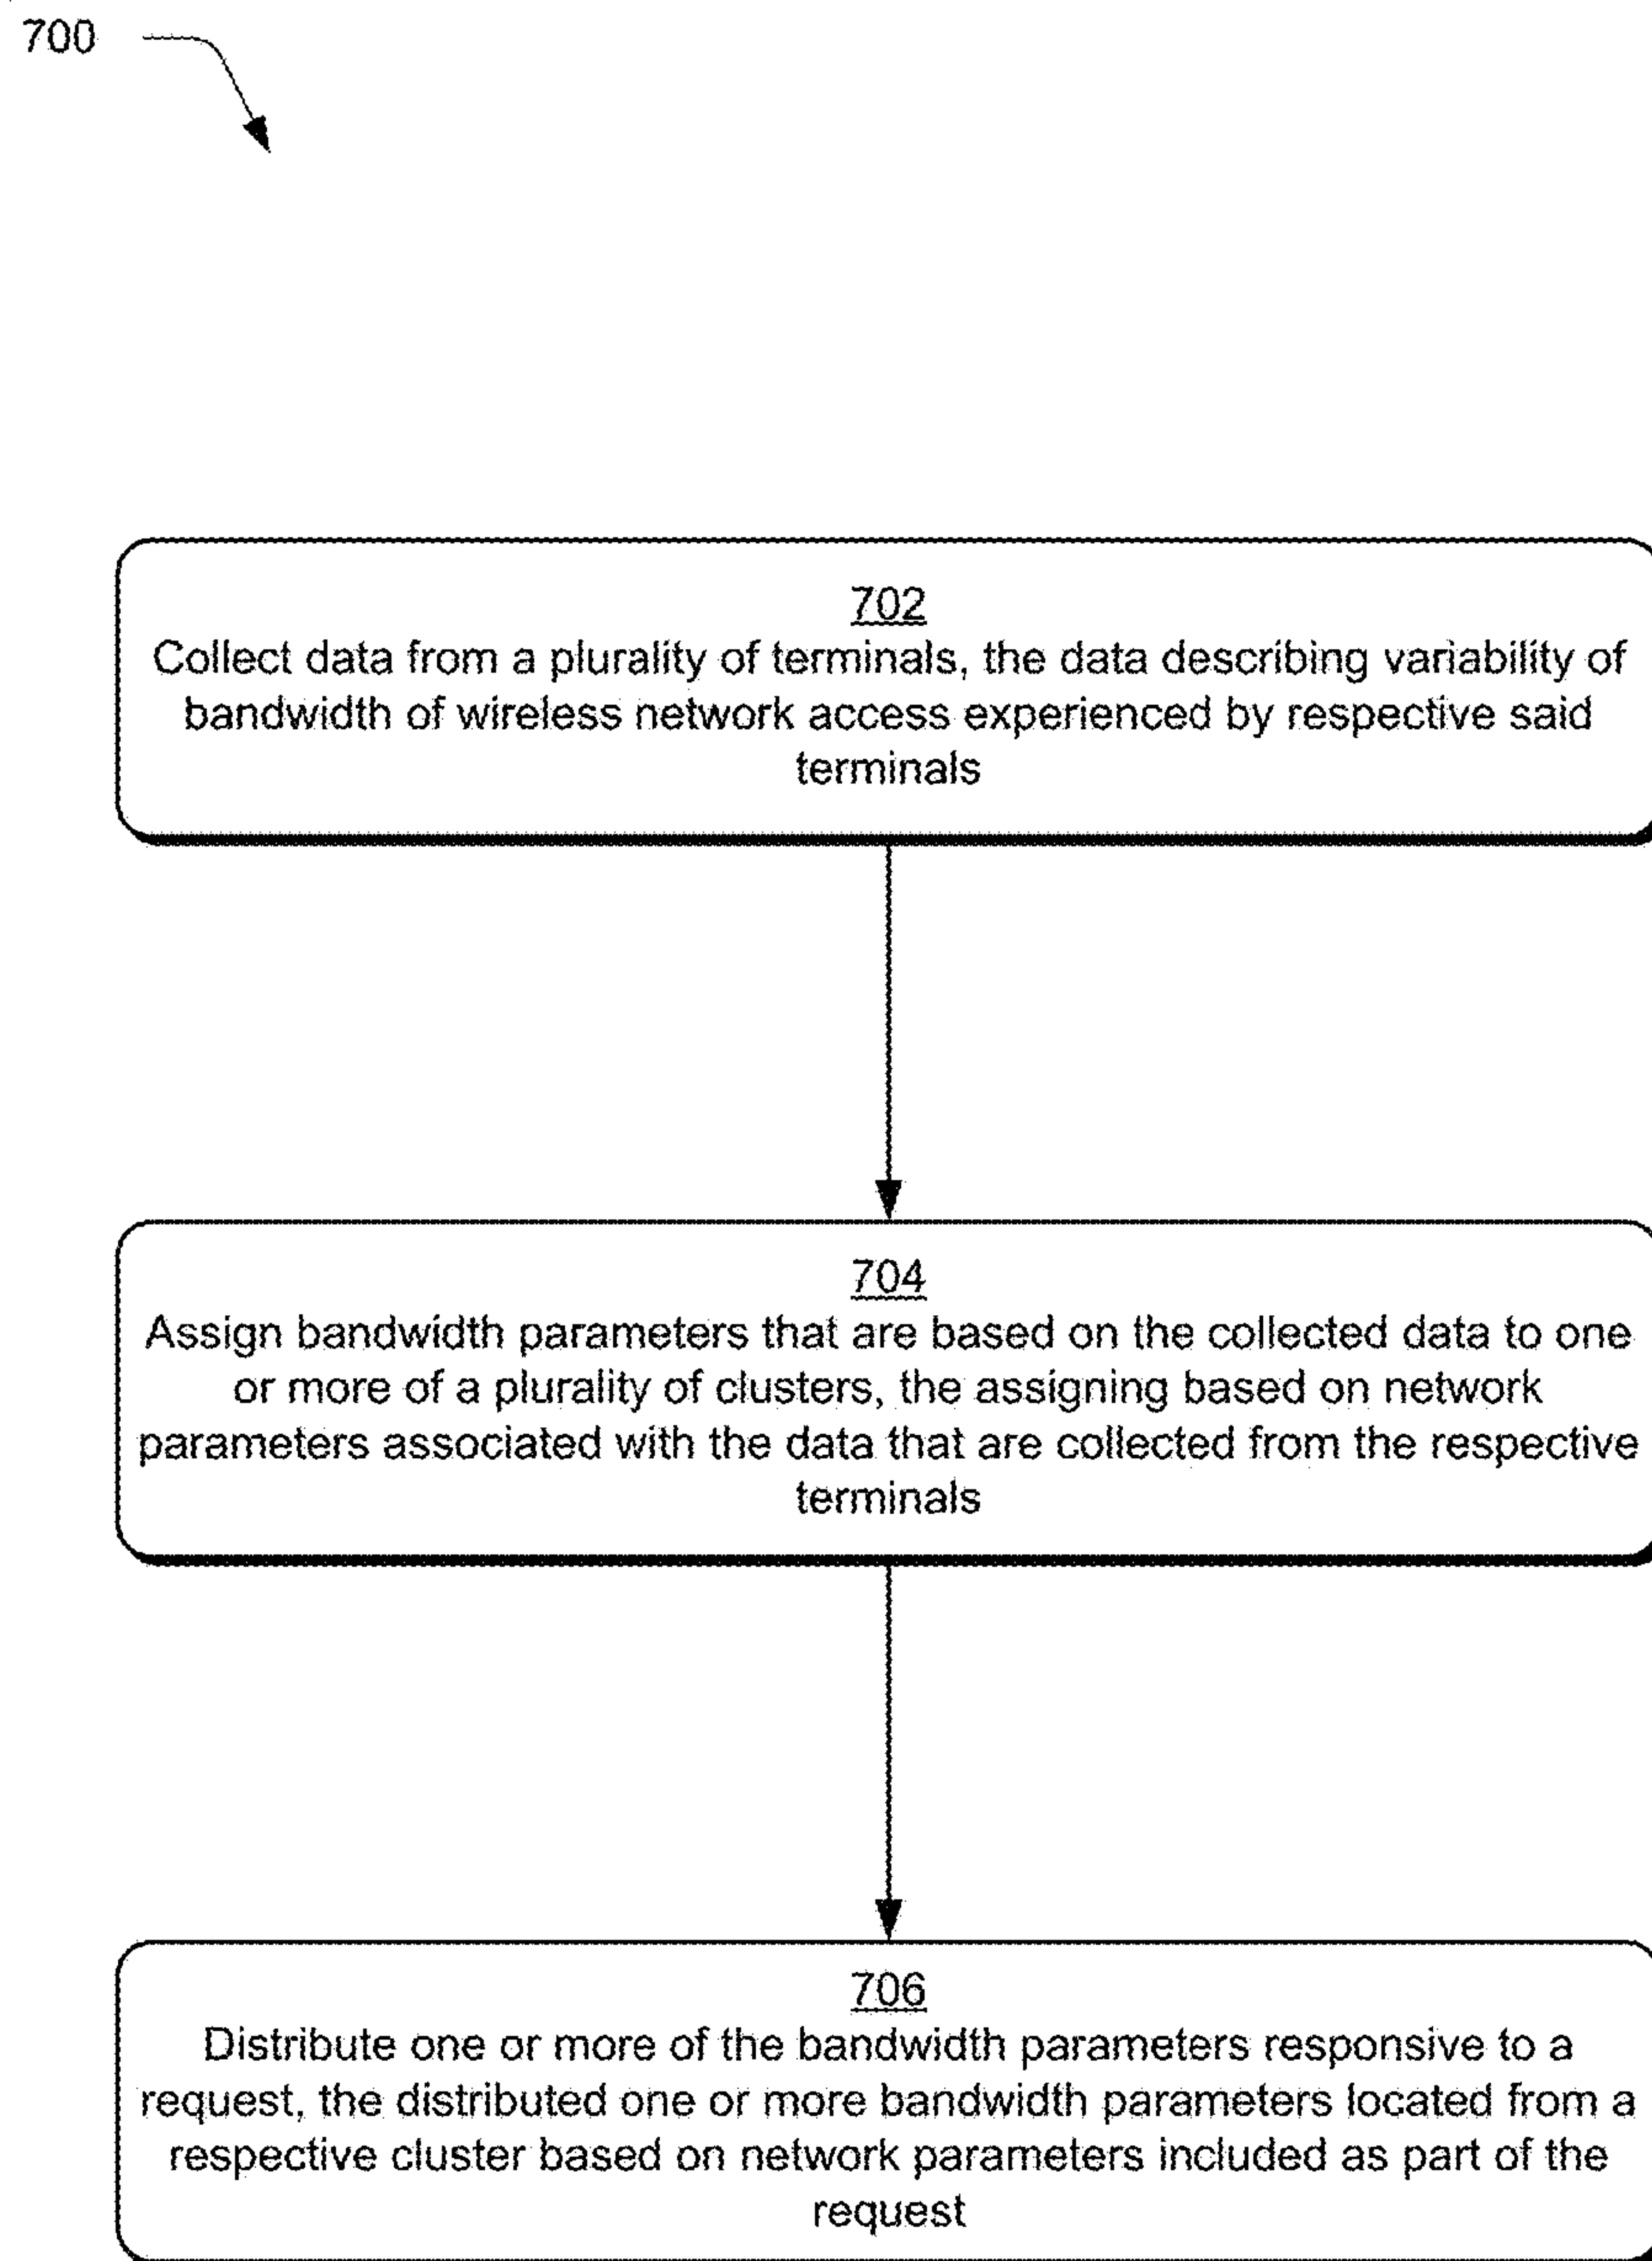 700
702
Collect data from a plurality of terminals, the data describing variability of
bandwidth of wireless network access experienced by respective said
terminals
704
Assign bandwidth parameters that are based on the collected data to one
or more of a plurality of clusters, the assigning based on network
parameters associated with the data that are collected from the respective
terminals
706
Distribute one or more of the bandwidth parameters responsive to a
request, the distributed one or more bandwidth parameters located from a
respective cluster based on network parameters included as part of the
request